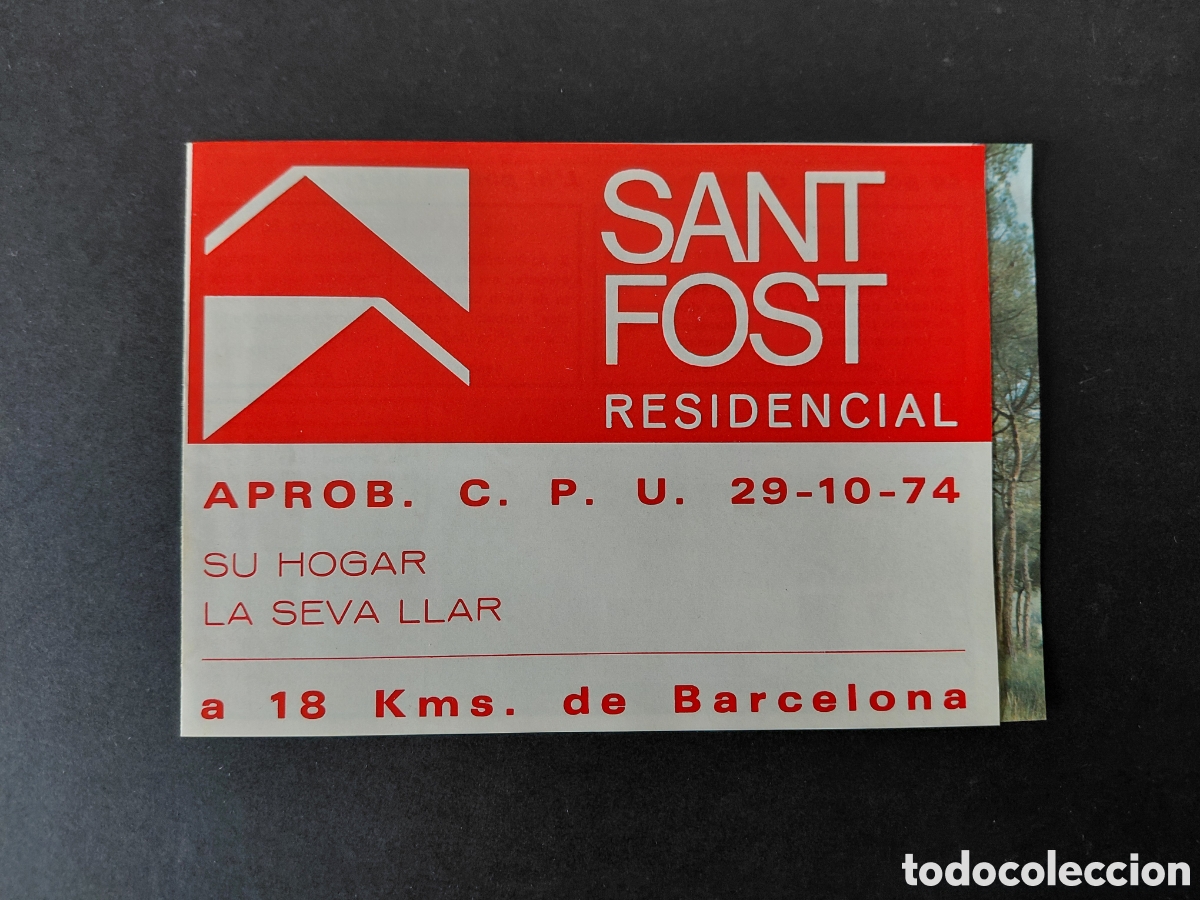 SANT
FOST
RESIDENCIAL
APROB. C. P. U. 29-10-74
SU HOGAR
LA SEVA LLAR
a 18 Kms. de Barcelona
todocoleccion